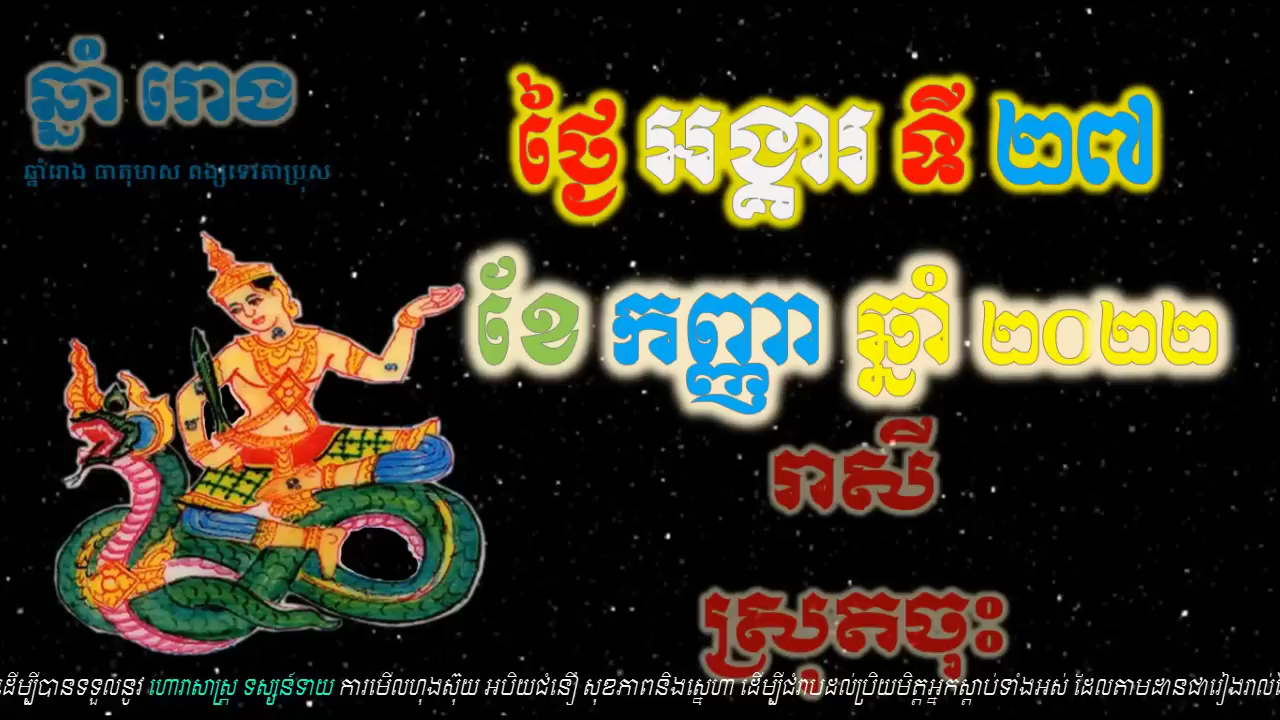 ឆ្នាំ រោង
ឆ្នាំរោង ធាតុមាស ពង្សទេវតាប្រុស
ថ្ងៃ អង្គារ ទី ២៧
ខែ កញ្ញា ឆ្នាំ ២០២២
រាសី
ស្រុតចុះ
ដើម្បីបានទទួលនូវ ហោរាសាស្ត្រ ទស្សន៍ទាយ ការមើលហុងស៊ុយ អបិយជំនឿ សុខភាពនិងស្នេហា ដើម្បីជំរាបដល់ប្រិយមិត្តអ្នកស្តាប់ទាំងអស់ ដែលតាមដានជារៀងរាល់